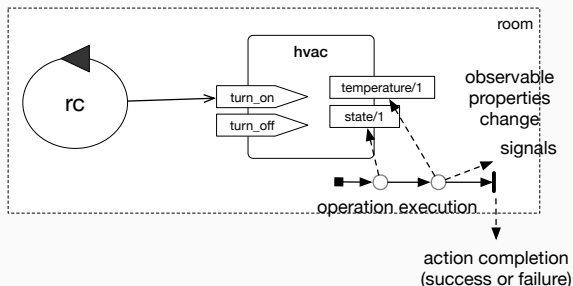 room
hvac
rc
turn_on
turn_off
temperature/1
state/1
observable
properties
change
signals
operation execution
action completion
(success or failure)